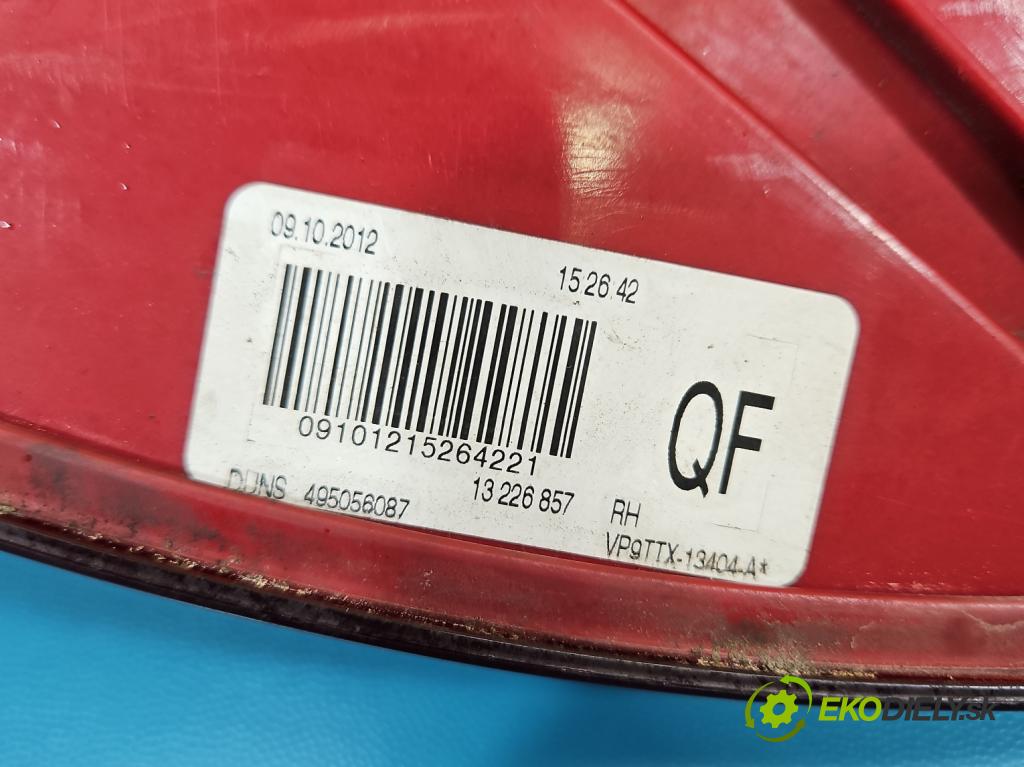 09.10.2012
15 26 42
09101215264221
QF
DUNS 495056087
13 226 857
RH
VP9TTX-13404-A*
EKODIELY.SK